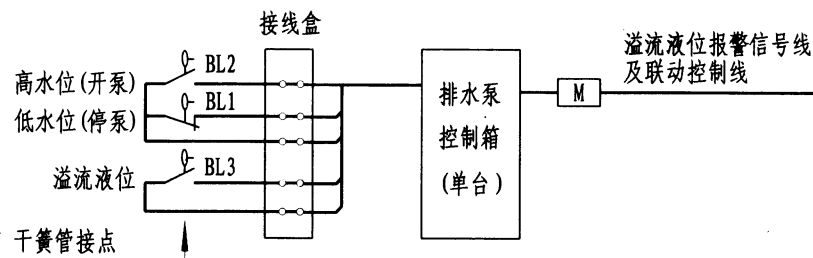 接线盒
溢流液位报警信号线
及联动控制线
高水位(开泵)
BL2
低水位(停泵)
BL1
溢流液位
BL3
排水泵
控制箱
(单台)
M
干簧管接点